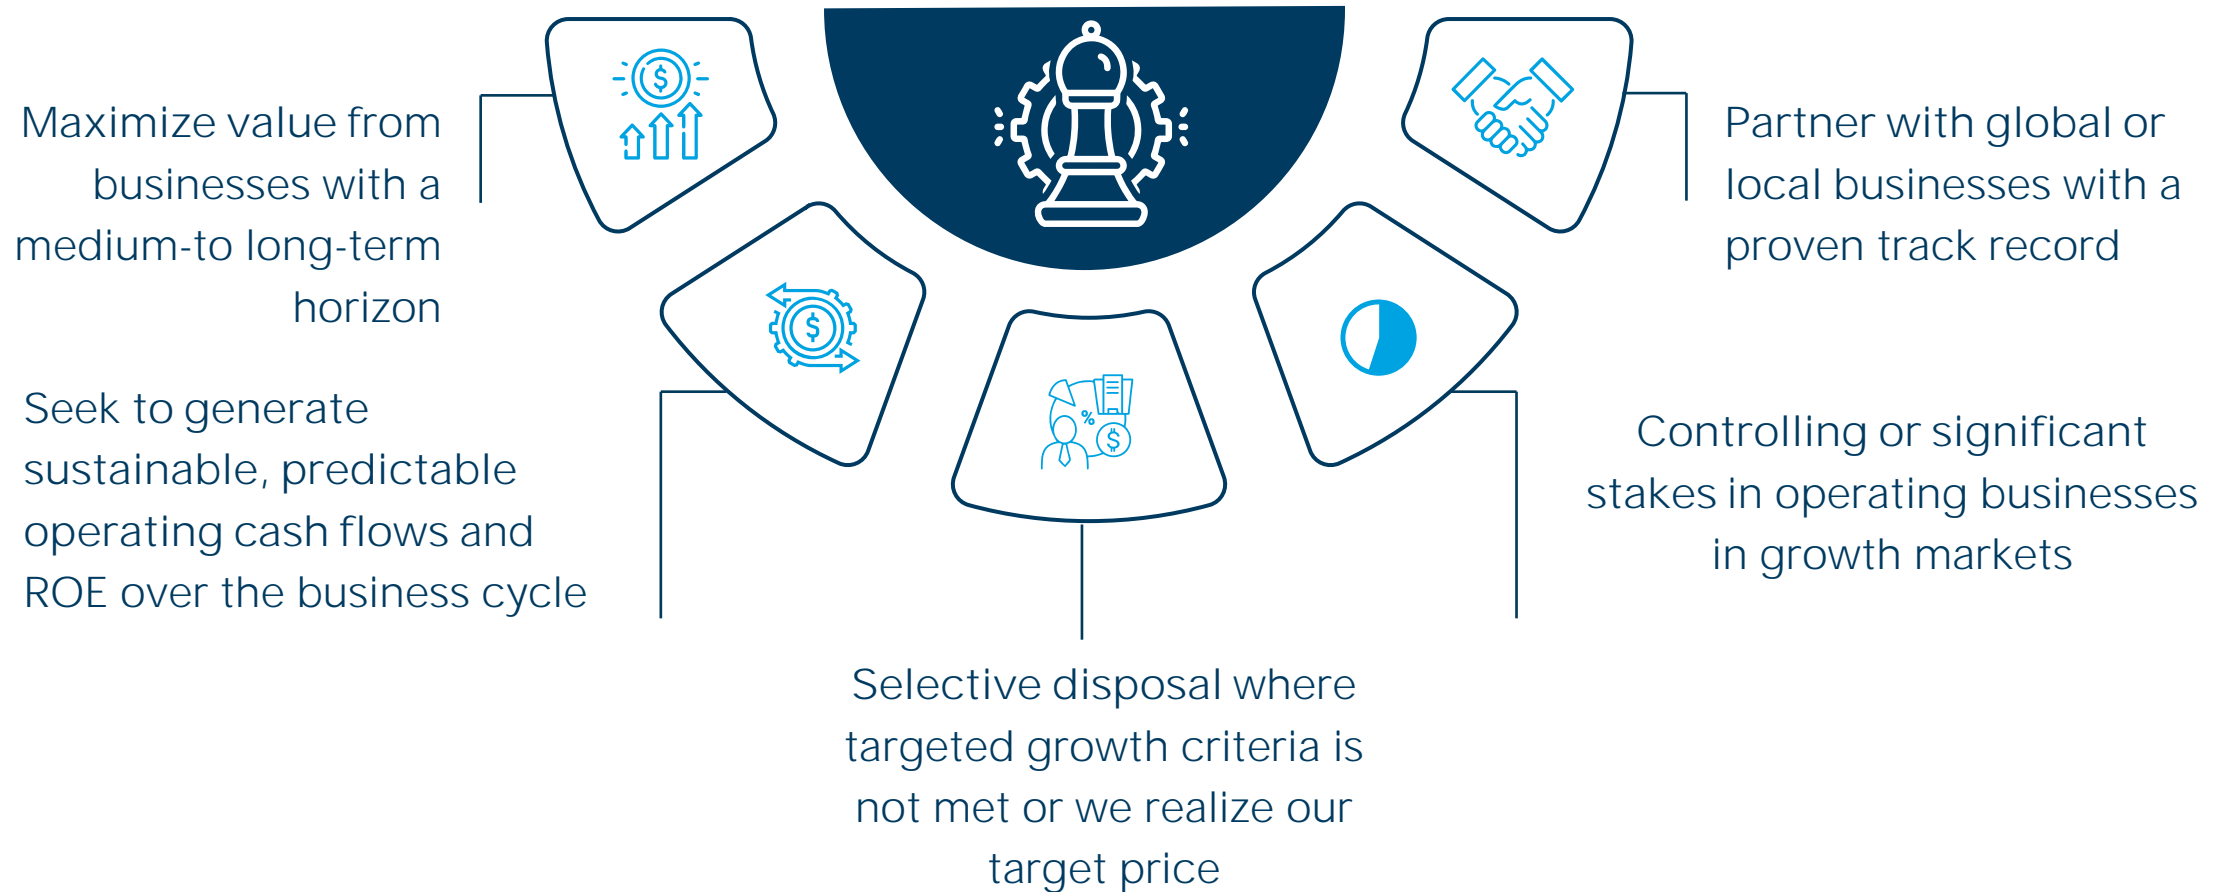 Maximize value from
businesses with a
medium-to long-term
horizon
Seek to generate
sustainable, predictable
operating cash flows and
ROE over the business cycle
Selective disposal where
targeted growth criteria is
not met or we realize our
target price
Controlling or significant
stakes in operating businesses
in growth markets
Partner with global or
local businesses with a
proven track record
$
$
%
$